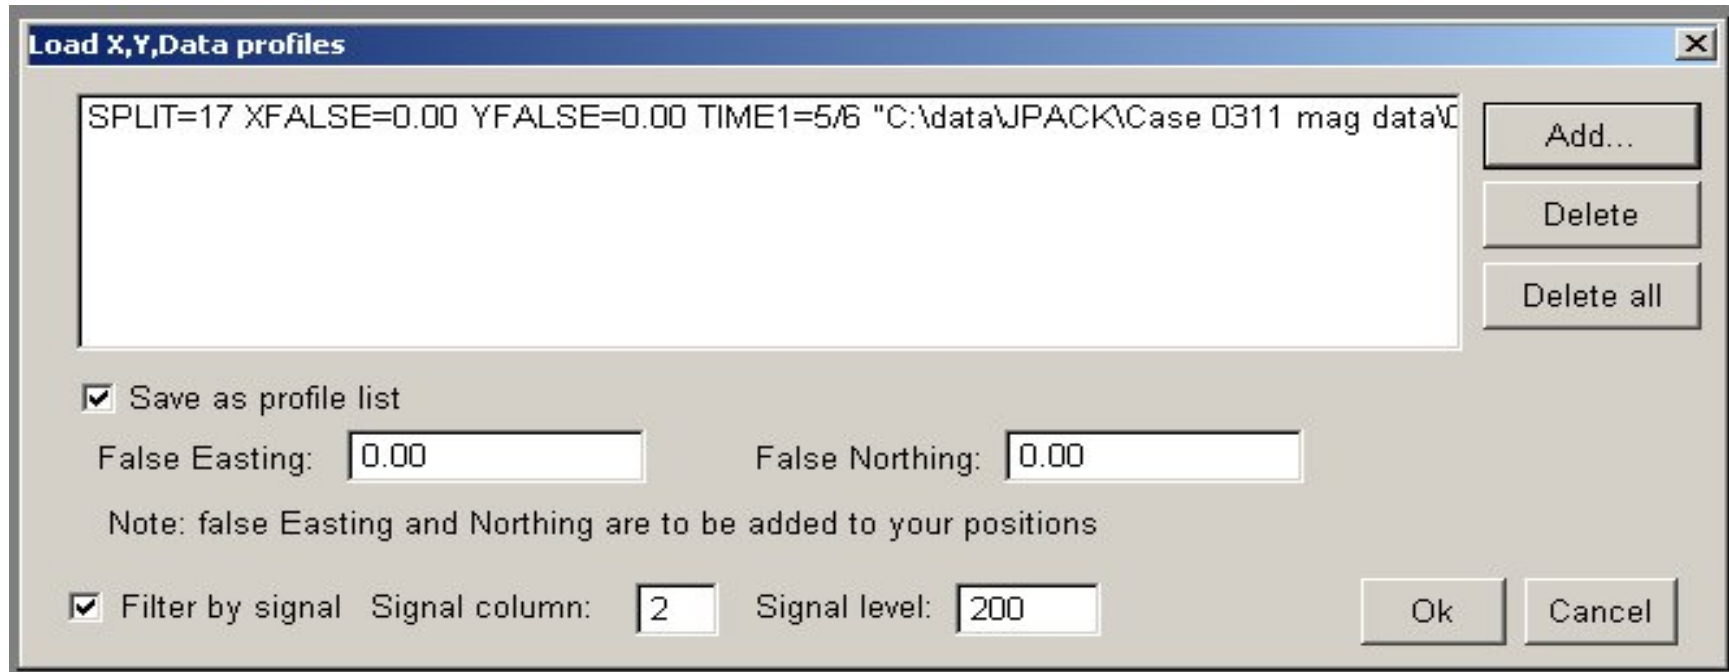 Load X,Y,Data profiles
SPLIT=17 XFALSE=0.00 YFALSE=0.00 TIME1=5/6 "C:\data\JPACK\Case 0311 mag data\
Add...
Delete
Delete all
Save as profile list
False Easting: 0.00 False Northing: 0.00
Note: false Easting and Northing are to be added to your positions
Filter by signal Signal column: 2 Signal level: 200 Ok Cancel